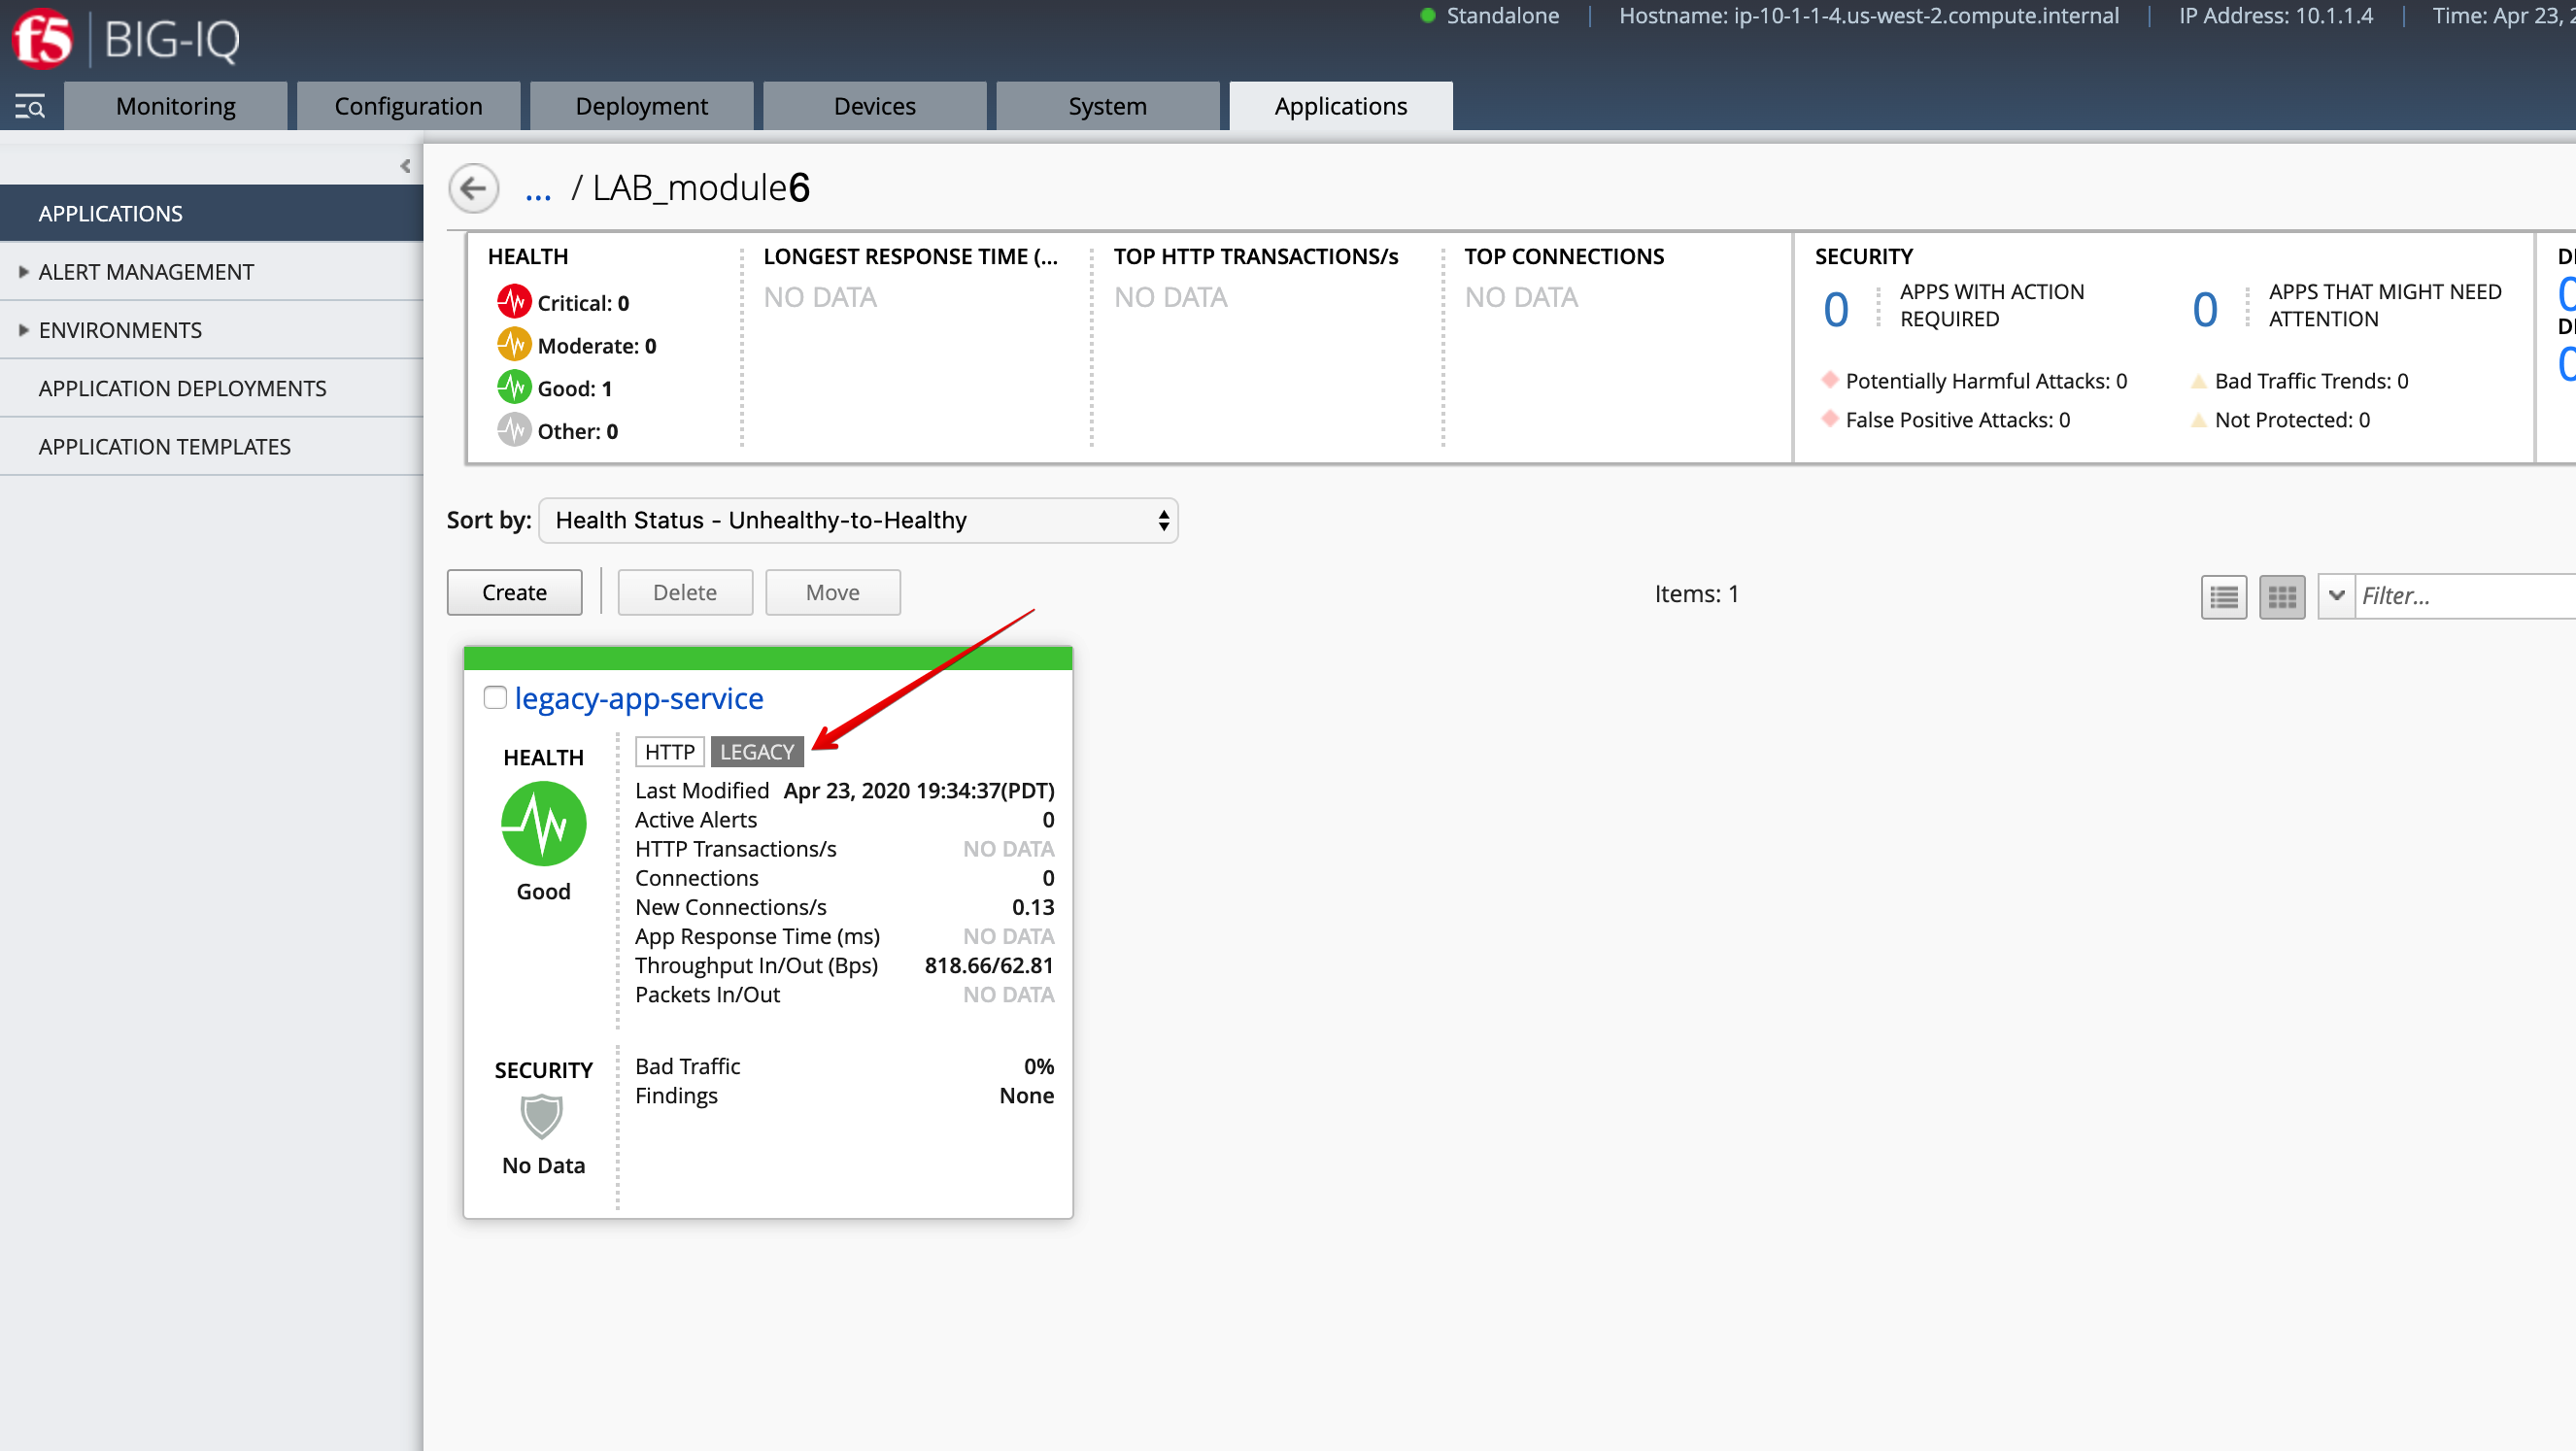 f5 BIG-IQ
Standalone Hostname: ip-10-1-1-4.us-west-2.compute.internal IP Address: 10.1.1.4 Time: Apr 23,
Monitoring Configuration Deployment Devices System Applications
APPLICATIONS
ALERT MANAGEMENT
ENVIRONMENTS
APPLICATION DEPLOYMENTS
APPLICATION TEMPLATES
... / LAB_module6
HEALTH
Critical: 0
Moderate: 0
Good: 1
Other: 0
LONGEST RESPONSE TIME (...
NO DATA
TOP HTTP TRANSACTIONS/s
NO DATA
TOP CONNECTIONS
NO DATA
SECURITY
0 APPS WITH ACTION
REQUIRED
0 APPS THAT MIGHT NEED
ATTENTION
Potentially Harmful Attacks: 0
False Positive Attacks: 0
Bad Traffic Trends: 0
Not Protected: 0
Sort by: Health Status - Unhealthy-to-Healthy
Create Delete Move Items: 1 Filter...
legacy-app-service
HEALTH
Good
HTTP LEGACY
Last Modified Apr 23, 2020 19:34:37(PDT)
Active Alerts 0
HTTP Transactions/s NO DATA
Connections 0
New Connections/s 0.13
App Response Time (ms) NO DATA
Throughput In/Out (Bps) 818.66/62.81
Packets In/Out NO DATA
SECURITY
No Data
Bad Traffic 0%
Findings None